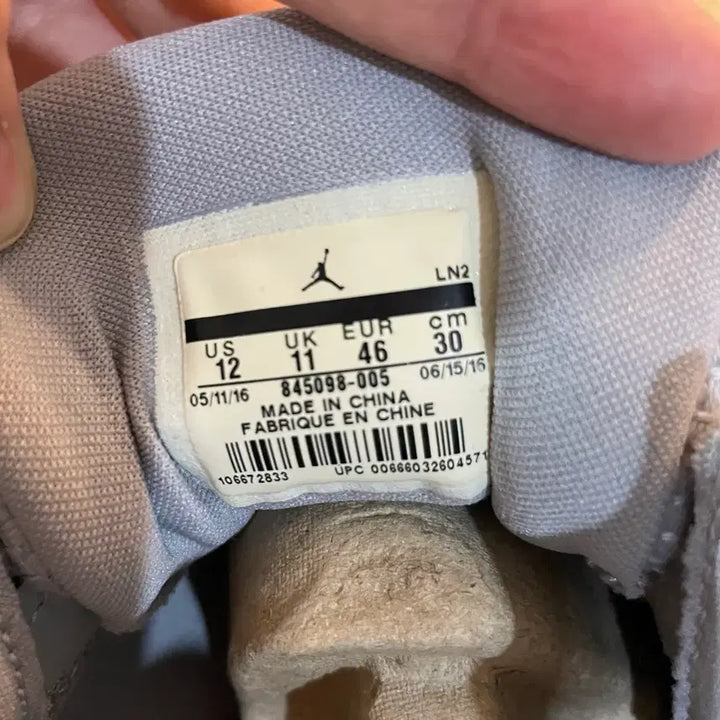 LN2
US UK EUR cm
12 11 46 30
05/11/16 845098-005 06/15/16
MADE IN CHINA
FABRIQUE EN CHINE
106672833 UPC 00666032604571